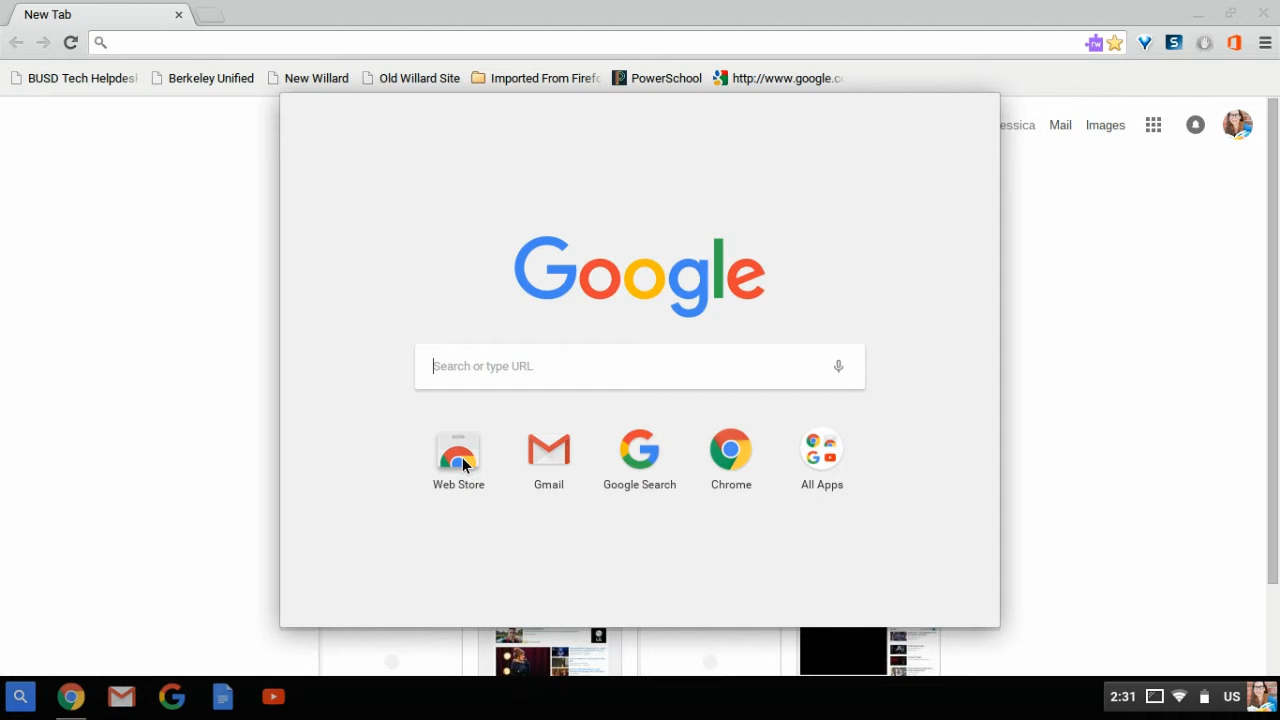 New Tab
BUSD Tech Helpdes
Berkeley Unified
New Willard
Old Willard Site
Imported From Firefo
PowerSchool
http://www.google.c
essica
Mail
Images
Google
Search or type URL
Web Store
Gmail
Google Search
Chrome
All Apps
2:31
US